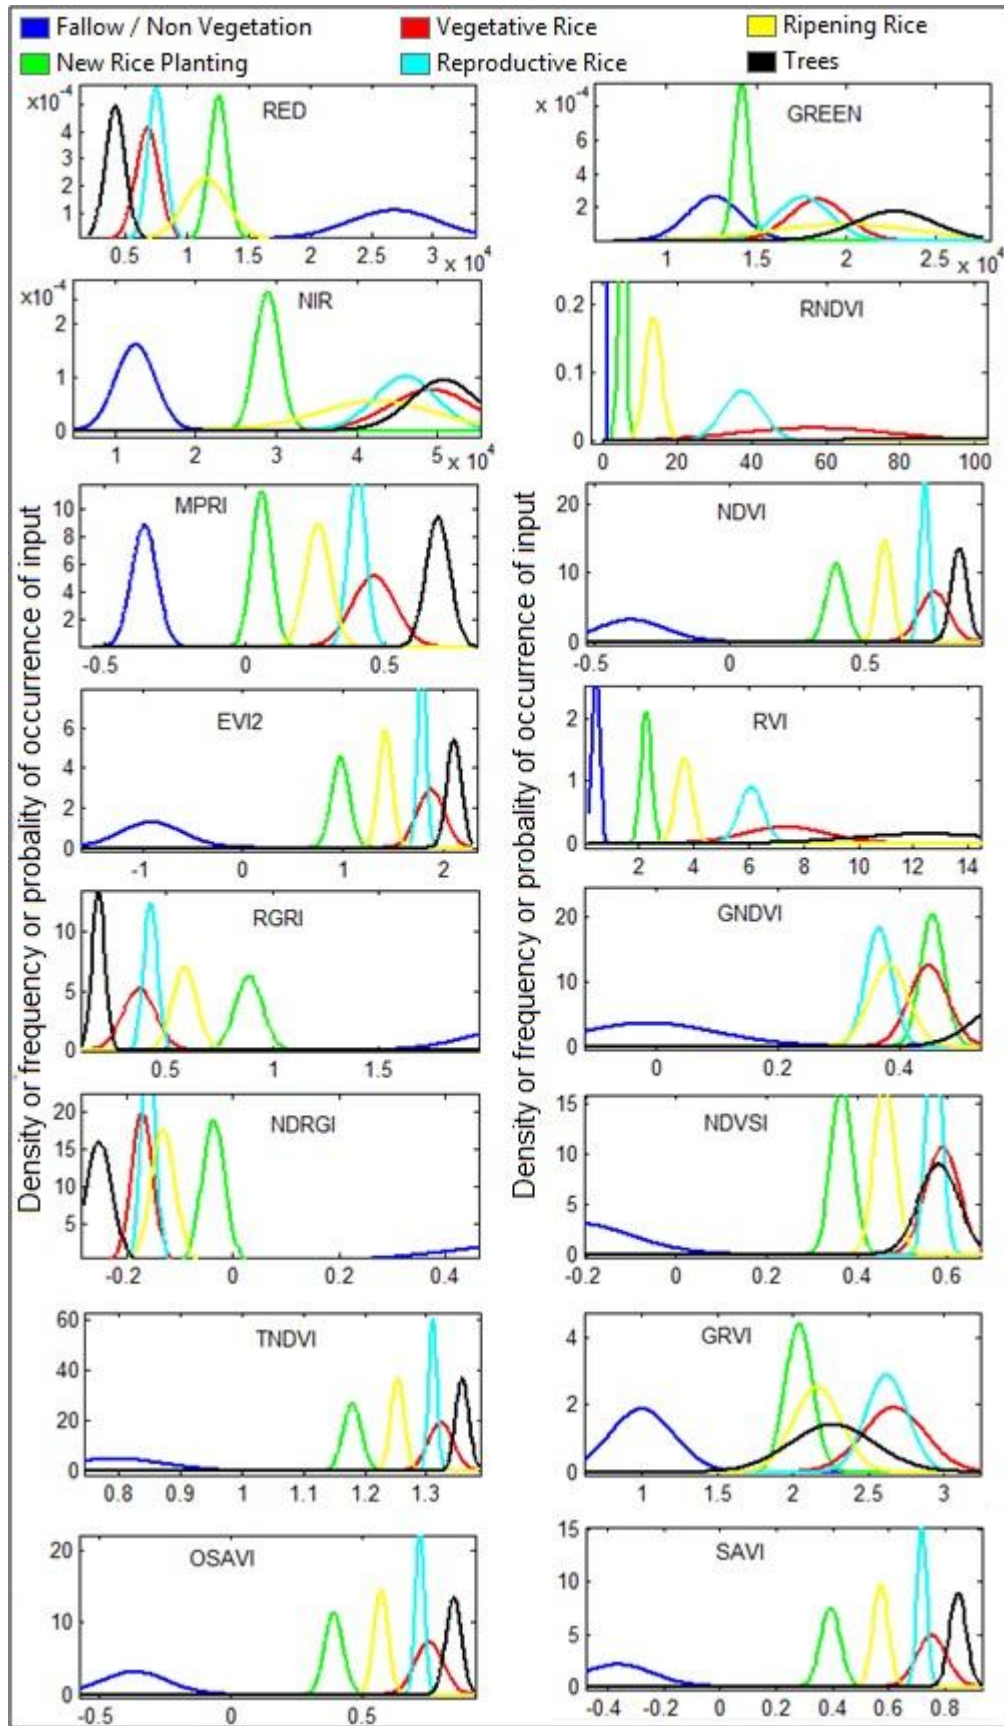 Fallow / Non Vegetation Vegetative Rice Ripening Rice
New Rice Planting Reproductive Rice Trees
Density or frequency or probality of occurrence of input
Density or frequency or probality of occurrence of input
×10⁻⁴ RED
4
3
2
1
0.5 1 1.5 2 2.5 3
x 10⁴
x 10⁻⁴ GREEN
6
4
2
1 1.5 2 2.5
x 10⁴
×10⁻⁴ NIR
2
1
0
1 2 3 4 5 x 10⁴
RNDVI
0.2
0.1
0
0 20 40 60 80 100
MPRI
10
8
6
4
2
-0.5 0 0.5
NDVI
20
10
0
-0.5 0 0.5
EVI2
6
4
2
0
-1 0 1 2
RVI
2
1
0
2 4 6 8 10 12 14
RGRI
10
5
0
0.5 1 1.5
GNDVI
20
10
0
0 0.2 0.4
NDRGI
20
15
10
5
-0.2 0 0.2 0.4
NDVSI
15
10
5
0
-0.2 0 0.2 0.4 0.6
TNDVI
60
40
20
0
0.8 0.9 1 1.1 1.2 1.3
GRVI
4
2
0
1 1.5 2 2.5 3
OSAVI
20
10
0
-0.5 0 0.5
SAVI
15
10
5
0
-0.4 -0.2 0 0.2 0.4 0.6 0.8